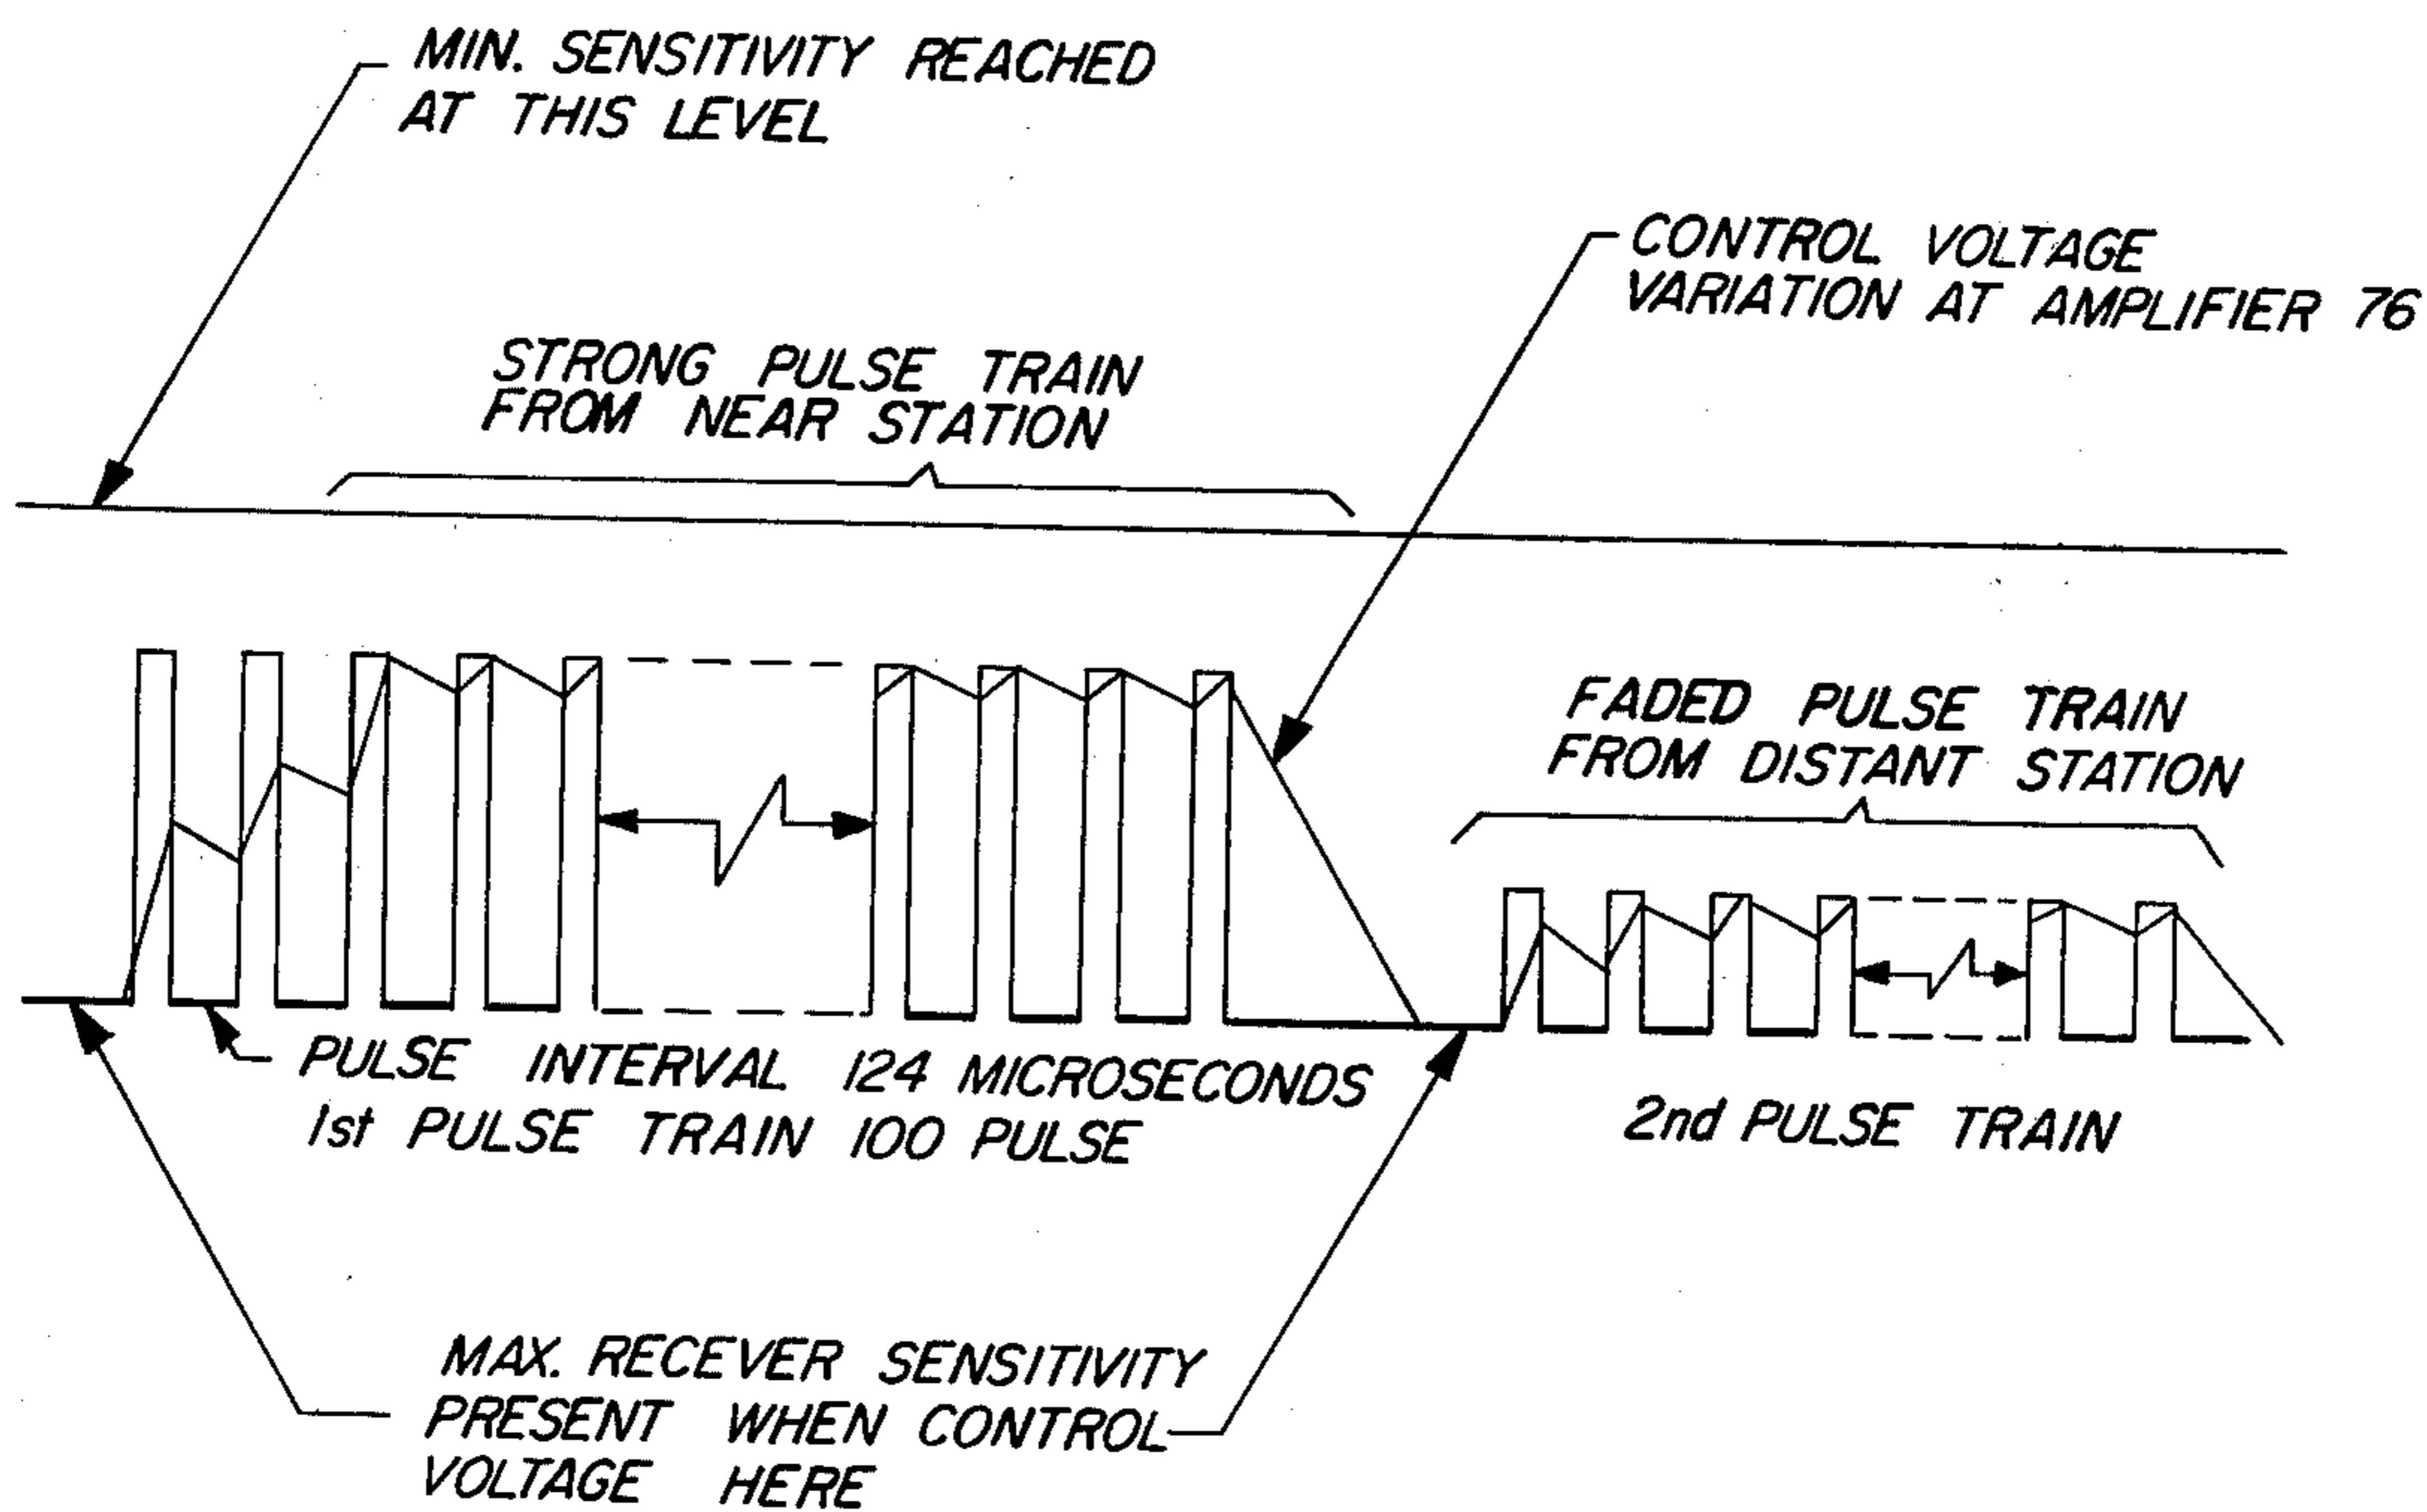 MIN. SENSITIVITY REACHED
AT THIS LEVEL
CONTROL VOLTAGE
VARIATION AT AMPLIFIER 76
STRONG PULSE TRAIN
FROM NEAR STATION
FADED PULSE TRAIN
FROM DISTANT STATION
PULSE INTERVAL 124 MICROSECONDS
1st PULSE TRAIN 100 PULSE
2nd PULSE TRAIN
MAX. RECEVER SENSITIVITY
PRESENT WHEN CONTROL
VOLTAGE HERE